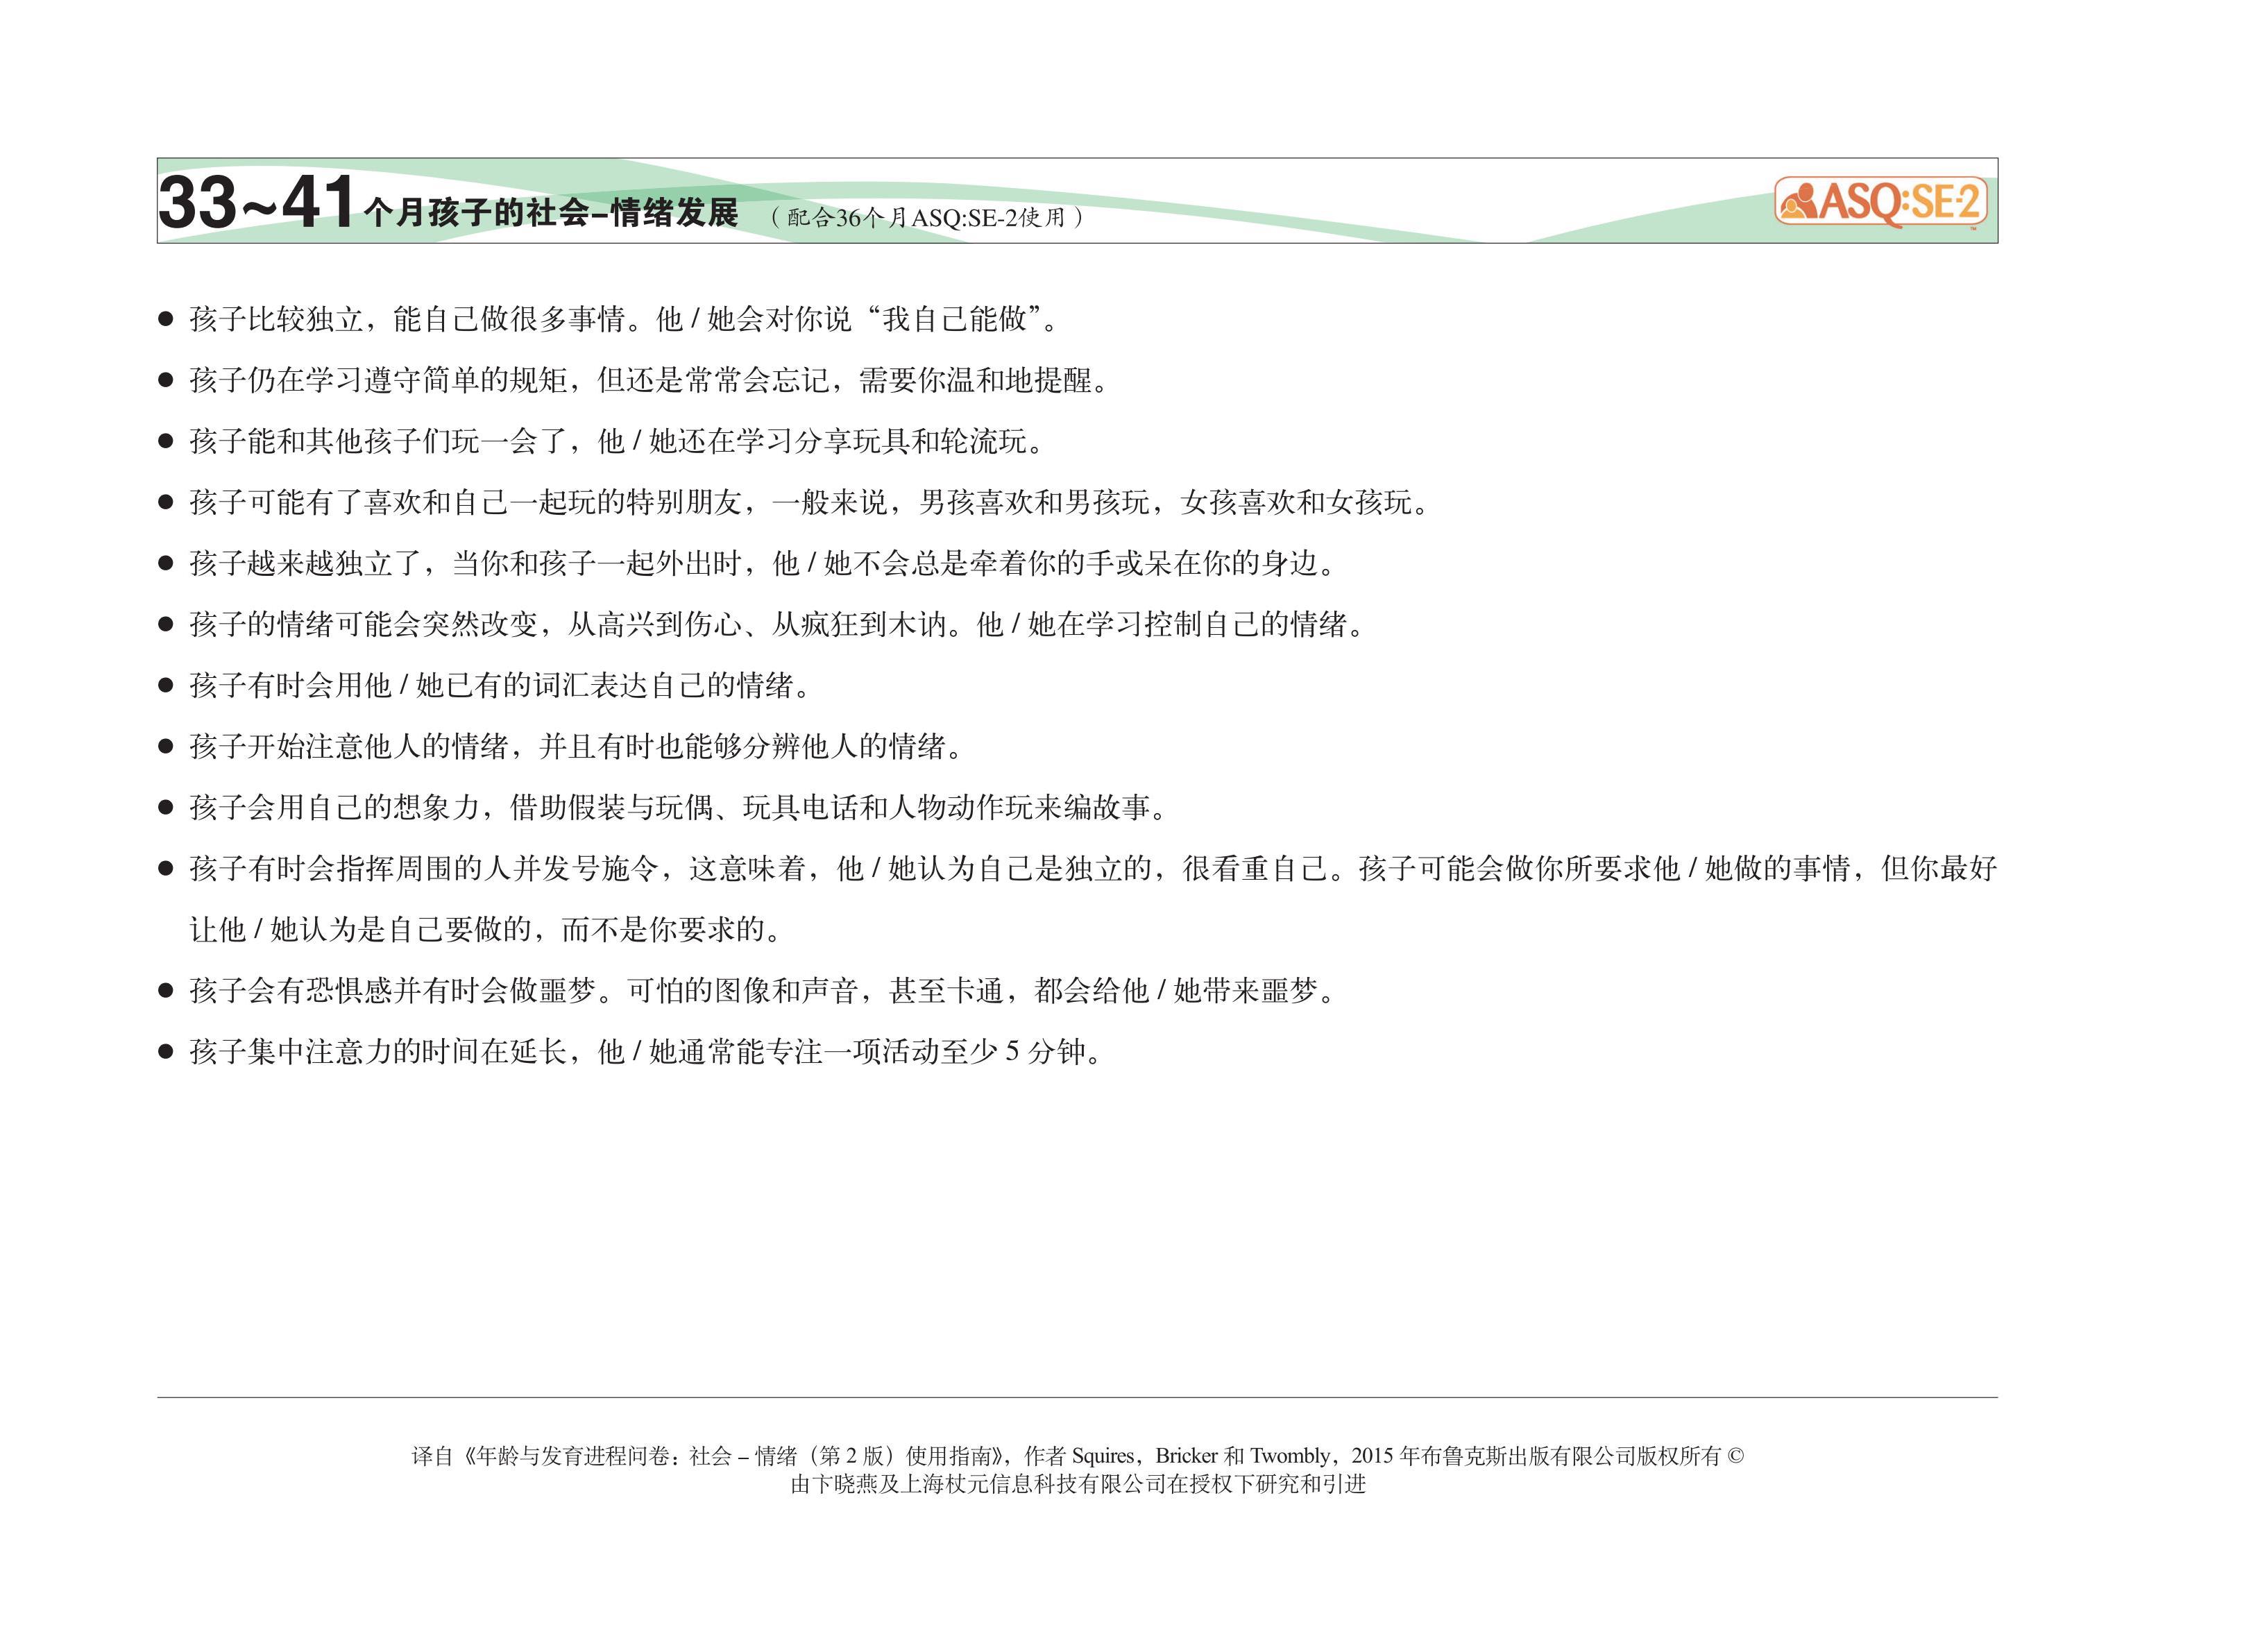 33~41个月孩子的社会–情绪发展 （配合36个月ASQ:SE-2使用）
ASQ:SE-2™
● 孩子比较独立，能自己做很多事情。他 / 她会对你说“我自己能做”。
● 孩子仍在学习遵守简单的规矩，但还是常常会忘记，需要你温和地提醒。
● 孩子能和其他孩子们玩一会了，他 / 她还在学习分享玩具和轮流玩。
● 孩子可能有了喜欢和自己一起玩的特别朋友，一般来说，男孩喜欢和男孩玩，女孩喜欢和女孩玩。
● 孩子越来越独立了，当你和孩子一起外出时，他 / 她不会总是牵着你的手或呆在你的身边。
● 孩子的情绪可能会突然改变，从高兴到伤心、从疯狂到木讷。他 / 她在学习控制自己的情绪。
● 孩子有时会用他 / 她已有的词汇表达自己的情绪。
● 孩子开始注意他人的情绪，并且有时也能够分辨他人的情绪。
● 孩子会用自己的想象力，借助假装与玩偶、玩具电话和人物动作玩来编故事。
● 孩子有时会指挥周围的人并发号施令，这意味着，他 / 她认为自己是独立的，很看重自己。孩子可能会做你所要求他 / 她做的事情，但你最好
让他 / 她认为是自己要做的，而不是你要求的。
● 孩子会有恐惧感并有时会做噩梦。可怕的图像和声音，甚至卡通，都会给他 / 她带来噩梦。
● 孩子集中注意力的时间在延长，他 / 她通常能专注一项活动至少 5 分钟。
译自《年龄与发育进程问卷：社会 – 情绪（第 2 版）使用指南》，作者 Squires，Bricker 和 Twombly，2015 年布鲁克斯出版有限公司版权所有 ©
由卞晓燕及上海杖元信息科技有限公司在授权下研究和引进